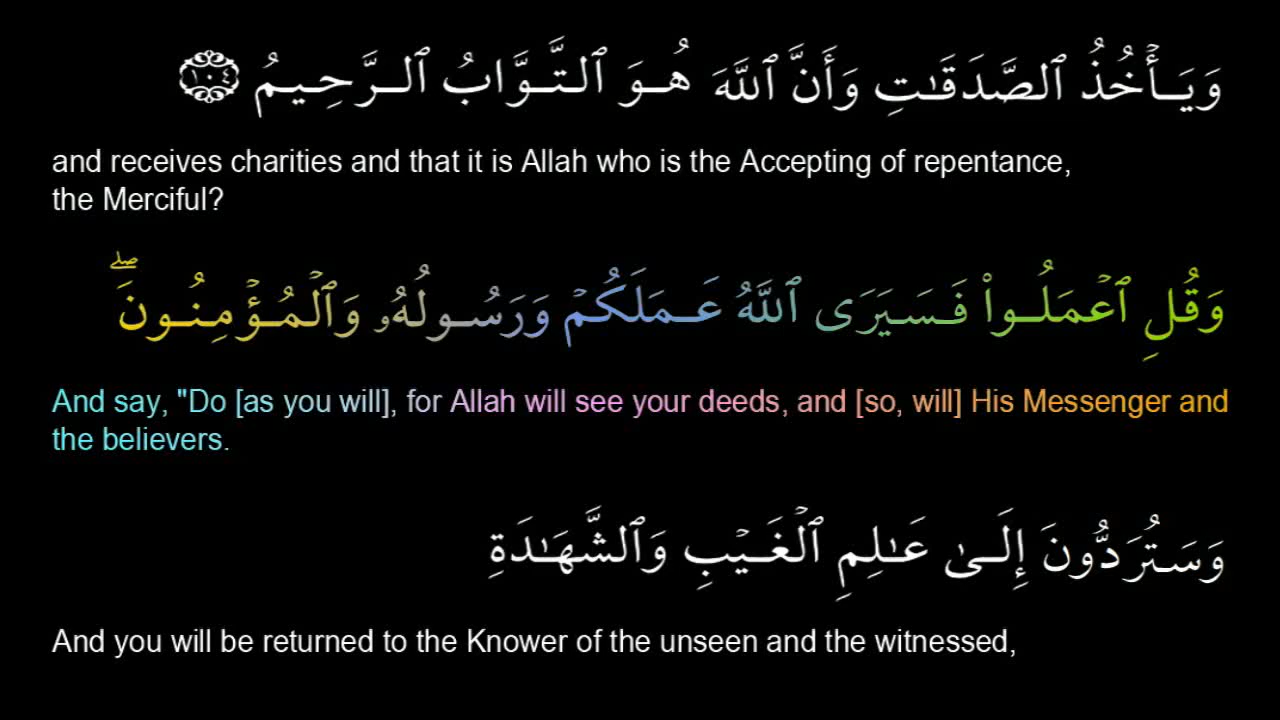 وَيَأۡخُذُ ٱلصَّدَقَـٰتِ وَأَنَّ ٱللَّهَ هُوَ ٱلتَّوَّابُ ٱلرَّحِيمُ ١٠٤
and receives charities and that it is Allah who is the Accepting of repentance,
the Merciful?
وَقُلِ ٱعۡمَلُواْ فَسَيَرَى ٱللَّهُ عَمَلَكُمۡ وَرَسُولُهُۥ وَٱلۡمُؤۡمِنُونَۖ
And say, "Do [as you will], for Allah will see your deeds, and [so, will] His Messenger and
the believers.
وَسَتُرَدُّونَ إِلَىٰ عَـٰلِمِ ٱلۡغَيۡبِ وَٱلشَّهَـٰدَةِ
And you will be returned to the Knower of the unseen and the witnessed,